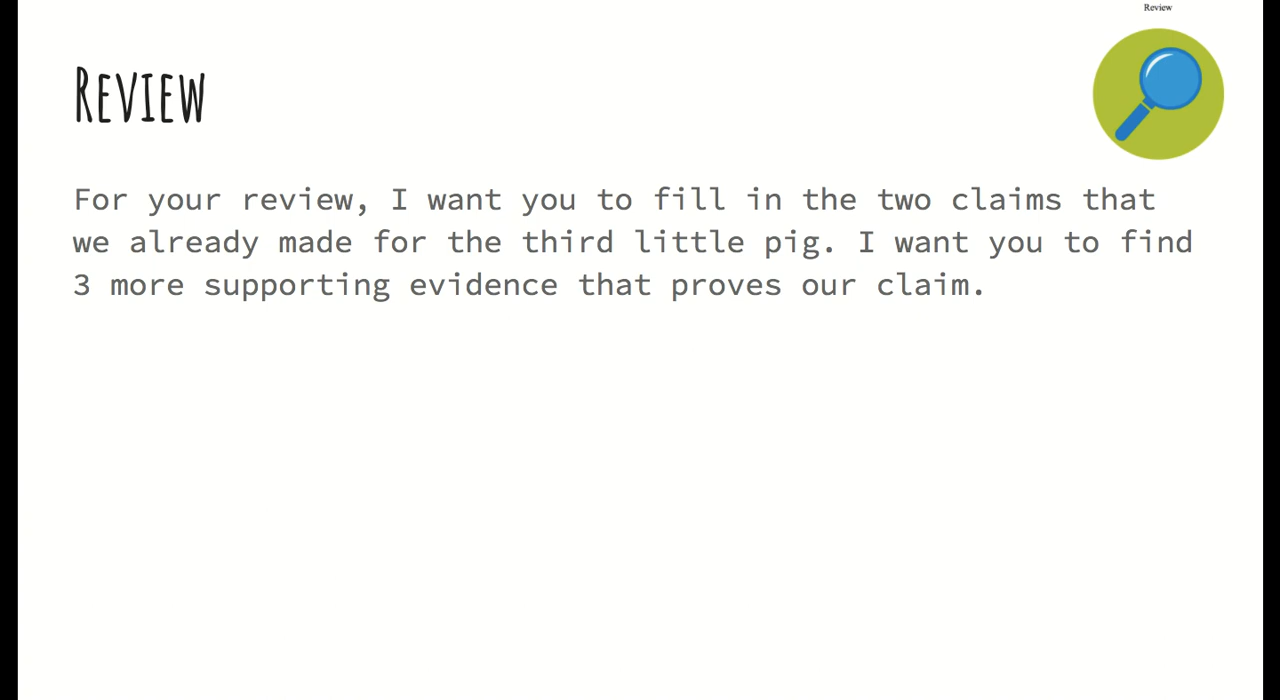 Review
Review
For your review, I want you to fill in the two claims that
we already made for the third little pig. I want you to find
3 more supporting evidence that proves our claim.